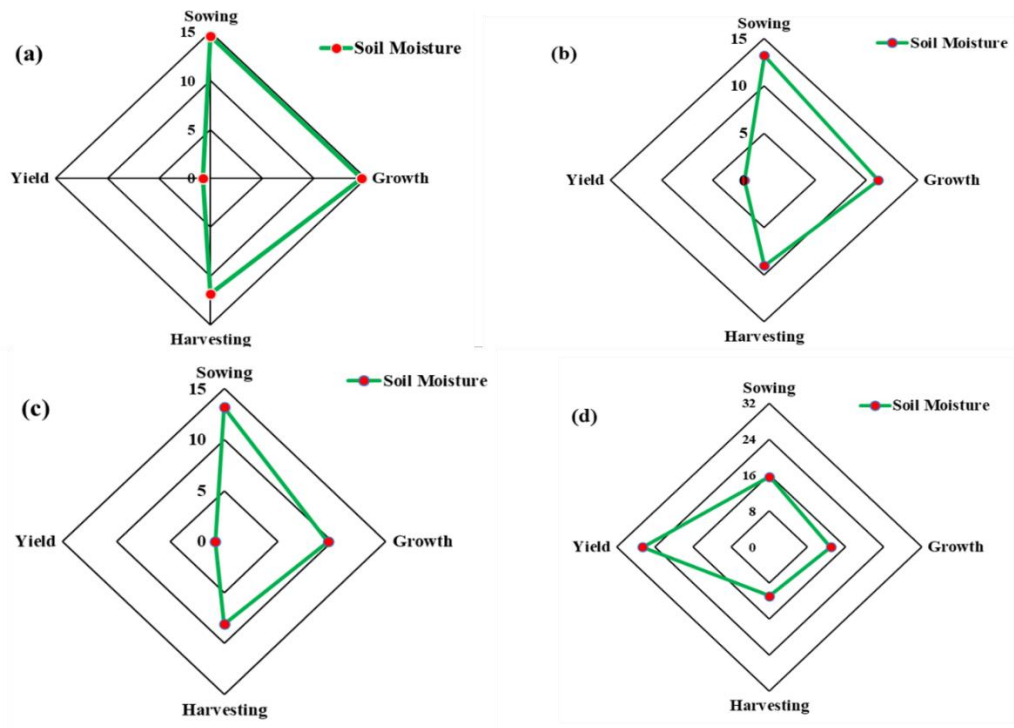 Sowing
(a)
15
Soil Moisture
10
5
0
Yield
Growth
Harvesting
Sowing
(b)
15
Soil Moisture
10
5
Yield
Growth
Harvesting
Sowing
(c)
15
Soil Moisture
10
5
0
Yield
Growth
Harvesting
Sowing
(d)
32
Soil Moisture
24
16
8
0
Yield
Growth
Harvesting